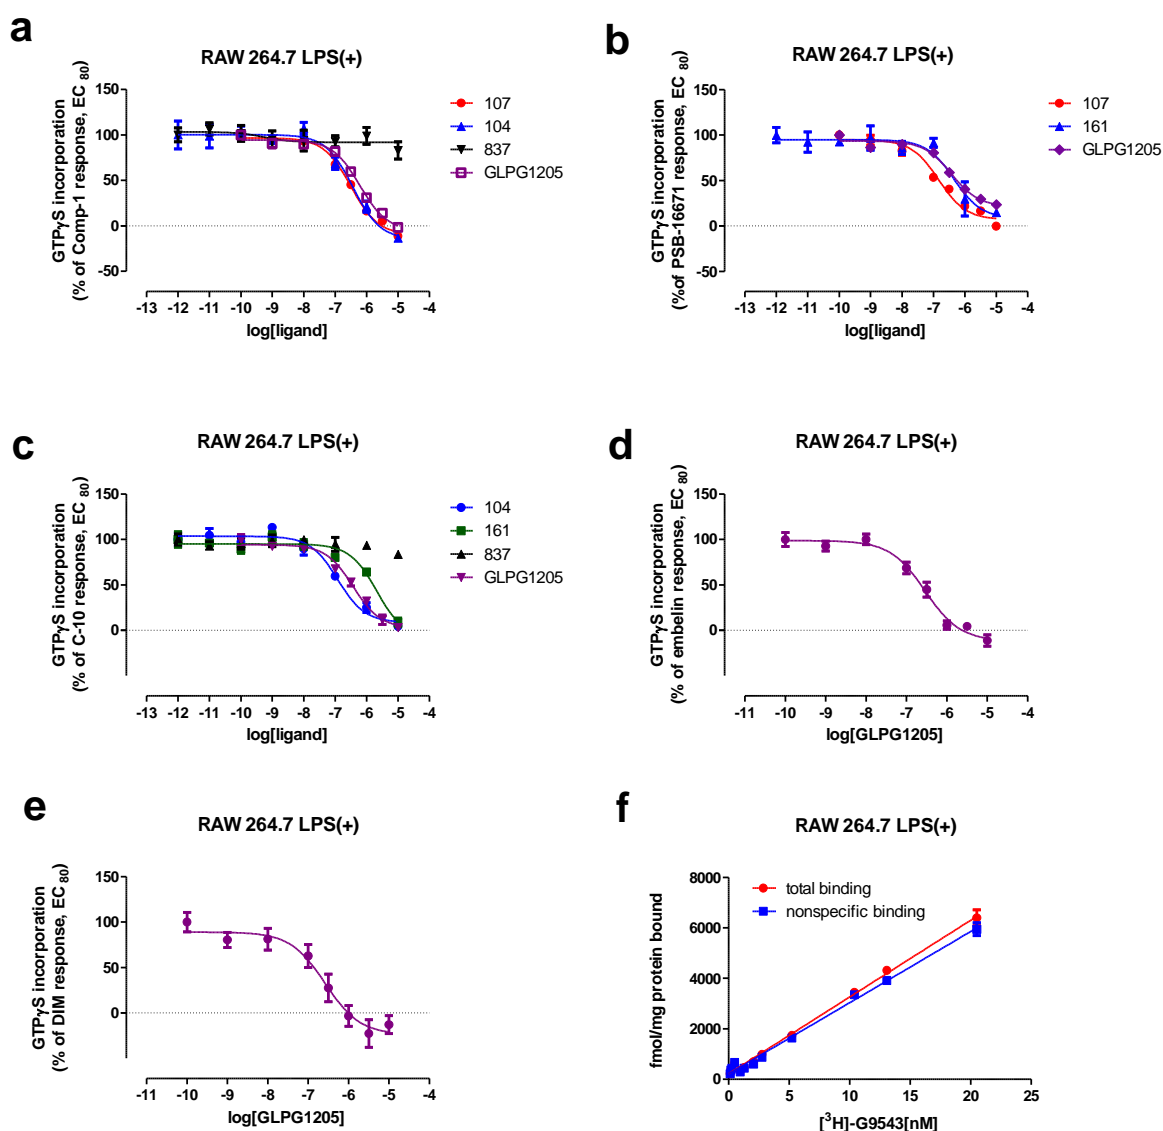 a
RAW 264.7 LPS(+)
GTPγS incorporation
(% of Comp-1 response, EC 80)
150
100
50
0
-50
-13 -12 -11 -10 -9 -8 -7 -6 -5 -4
log[ligand]
107
104
837
GLPG1205
b
RAW 264.7 LPS(+)
GTPγS incorporation
(%of PSB-16671 response, EC 80)
150
100
50
0
-50
-13 -12 -11 -10 -9 -8 -7 -6 -5 -4
log[ligand]
107
161
GLPG1205
c
RAW 264.7 LPS(+)
GTPγS incorporation
(% of C-10 response, EC 80)
150
100
50
0
-13 -12 -11 -10 -9 -8 -7 -6 -5 -4
log[ligand]
104
161
837
GLPG1205
d
RAW 264.7 LPS(+)
GTPγS incorporation
(% of embelin response, EC 80)
150
100
50
0
-11 -10 -9 -8 -7 -6 -5 -4
log[GLPG1205]
e
RAW 264.7 LPS(+)
GTPγS incorporation
(% of DIM response, EC 80)
150
100
50
0
-11 -10 -9 -8 -7 -6 -5 -4
log[GLPG1205]
f
RAW 264.7 LPS(+)
fmol/mg protein bound
8000
6000
4000
2000
0
0 5 10 15 20 25
[3H]-G9543[nM]
total binding
nonspecific binding